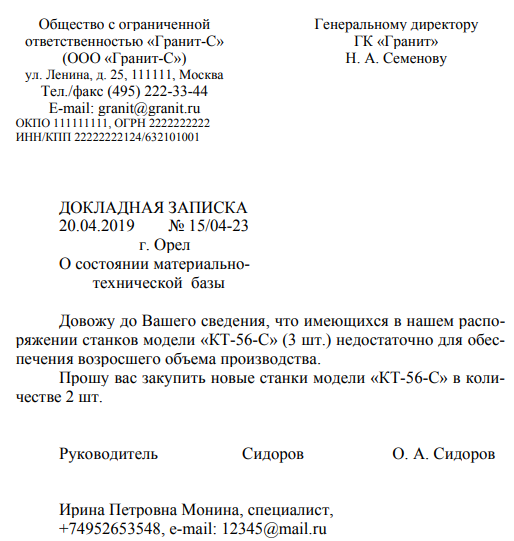 Общество с ограниченной
ответственностью «Гранит-С»
(ООО «Гранит-С»)
ул. Ленина, д. 25, 111111, Москва
Тел./факс (495) 222-33-44
E-mail: granit@granit.ru
ОКПО 111111111, ОГРН 2222222222
ИНН/КПП 22222222124/632101001
Генеральному директору
ГК «Гранит»
Н. А. Семенову
ДОКЛАДНАЯ ЗАПИСКА
20.04.2019 № 15/04-23
г. Орел
О состоянии материально-
технической базы
Довожу до Вашего сведения, что имеющихся в нашем распо-
ряжении станков модели «КТ-56-С» (3 шт.) недостаточно для обес-
печения возросшего объема производства.
Прошу вас закупить новые станки модели «КТ-56-С» в коли-
честве 2 шт.
Руководитель Сидоров О. А. Сидоров
Ирина Петровна Монина, специалист,
+74952653548, e-mail: 12345@mail.ru